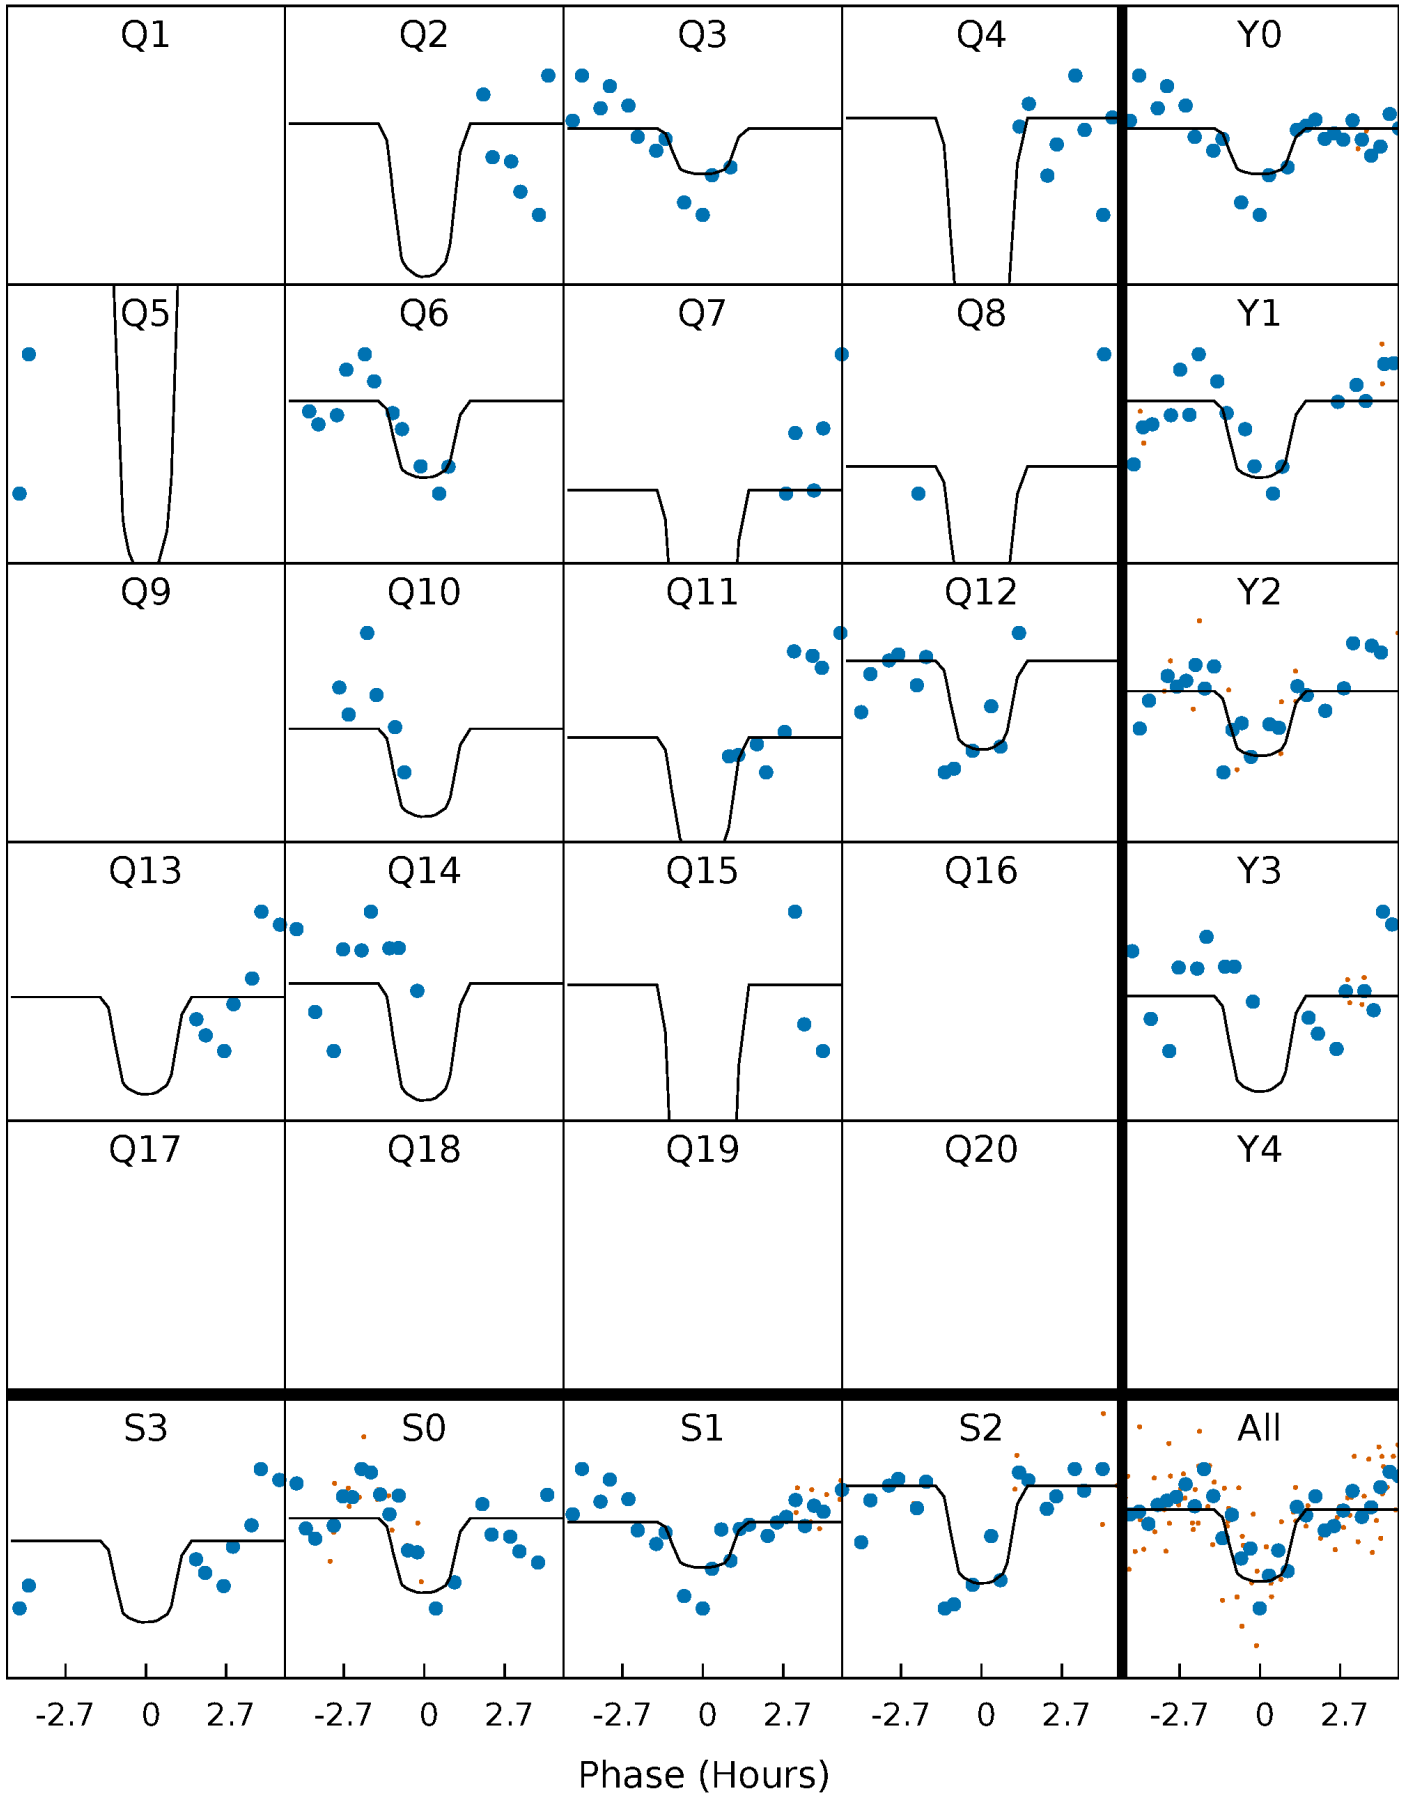 Q1 Q2 Q3 Q4 Y0
Q5 Q6 Q7 Q8 Y1
Q9 Q10 Q11 Q12 Y2
Q13 Q14 Q15 Q16 Y3
Q17 Q18 Q19 Q20 Y4
S3 S0 S1 S2 All
-2.7 0 2.7 -2.7 0 2.7 -2.7 0 2.7 -2.7 0 2.7 -2.7 0 2.7
Phase (Hours)